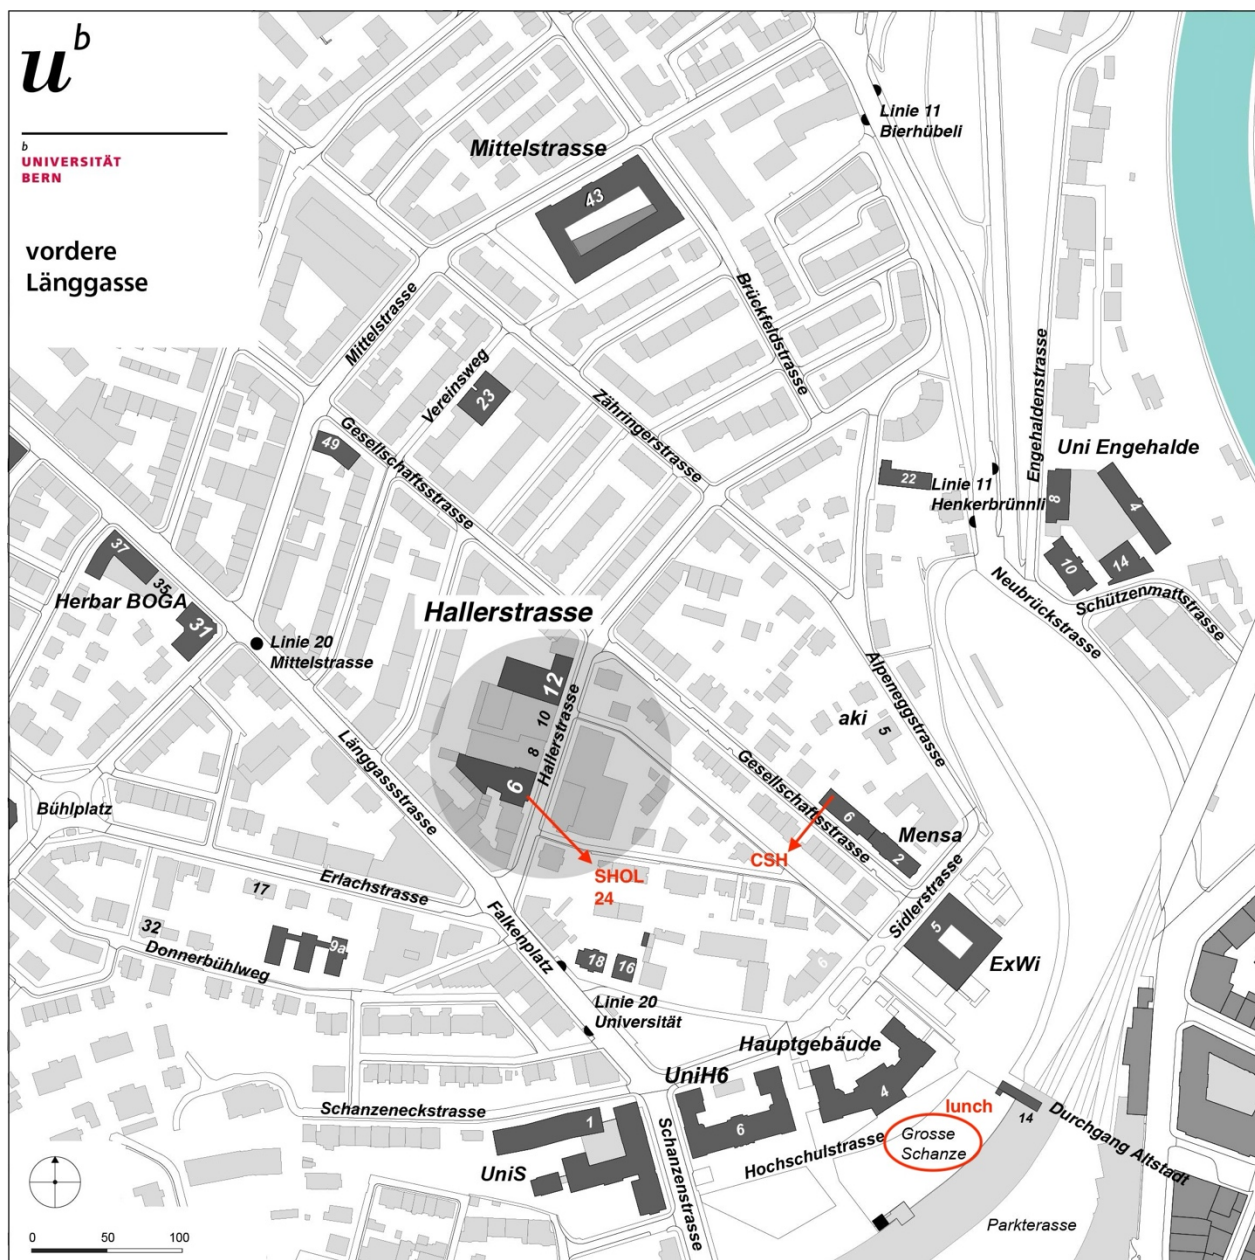 u
b
b
UNIVERSITÄT
BERN
vordere
Länggasse
Linie 11
Bierhübeli
Mittelstrasse
43
Mittelstrasse
Brückfeldstrasse
Vereinsweg
23
Zähringerstrasse
Engehaldenstrasse
49
Gesellschaftsstrasse
Uni Engehalde
22
Linie 11
Henkerbrünnli
8
4
10
14
Schützenmattstrasse
Neubrückstrasse
37
35
Herbar BOGA
31
Linie 20
Mittelstrasse
Hallerstrasse
12
10
8
6
Hallerstrasse
Alpeneggstrasse
aki
5
Länggassstrasse
Gesellschaftsstrasse
6
2
Mensa
Bühlplatz
CSH
SHOL
24
Sidlerstrasse
17
Erlachstrasse
32
Donnerbühlweg
9a
Falkenplatz
18
16
6
5
ExWi
Linie 20
Universität
Hauptgebäude
4
UniH6
6
Schanzeneckstrasse
1
UniS
Schanzenstrasse
Hochschulstrasse
lunch
Grosse
Schanze
14
Durchgang Altstadt
Parkterasse
0
50
100